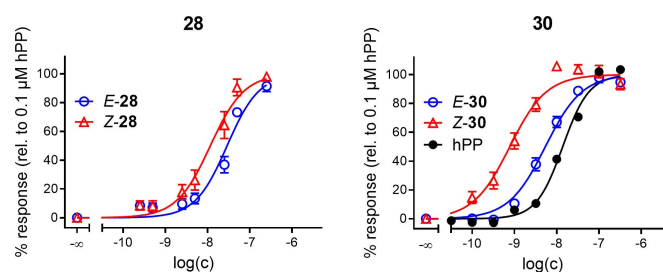 28
% response (rel. to 0.1 µM hPP)
100
80
60
40
20
0
E-28
Z-28
-∞
-10
-9
-8
-7
-6
log(c)
30
% response (rel. to 0.1 µM hPP)
100
80
60
40
20
0
E-30
Z-30
hPP
-∞
-10
-9
-8
-7
-6
log(c)